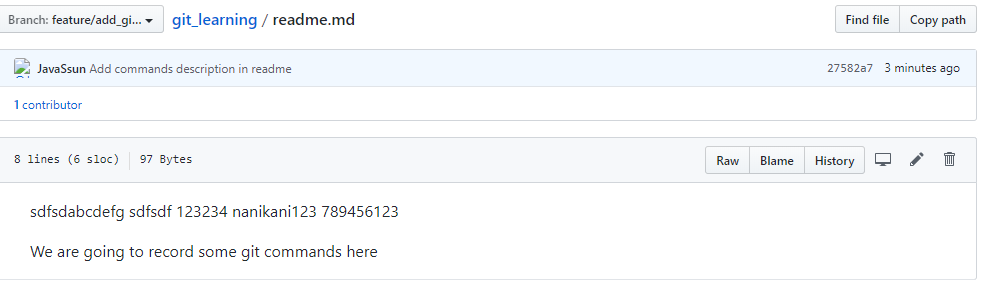 Branch: feature/add_gi...
git_learning / readme.md
Find file
Copy path
JavaSsun Add commands description in readme
27582a7 3 minutes ago
1 contributor
8 lines (6 sloc) 97 Bytes
Raw
Blame
History
sdfsdabcdefg sdfsdf 123234 nanikani123 789456123
We are going to record some git commands here